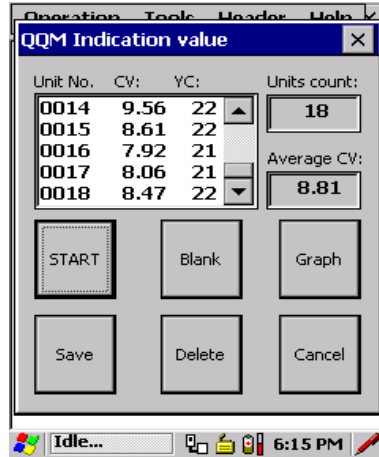 Operation Tools Header Help
QQM Indication value
Unit No. CV: YC: Units count:
0014 9.56 22
0015 8.61 22
0016 7.92 21
0017 8.06 21
0018 8.47 22
18
Average CV:
8.81
START Blank Graph
Save Delete Cancel
Idle... 6:15 PM